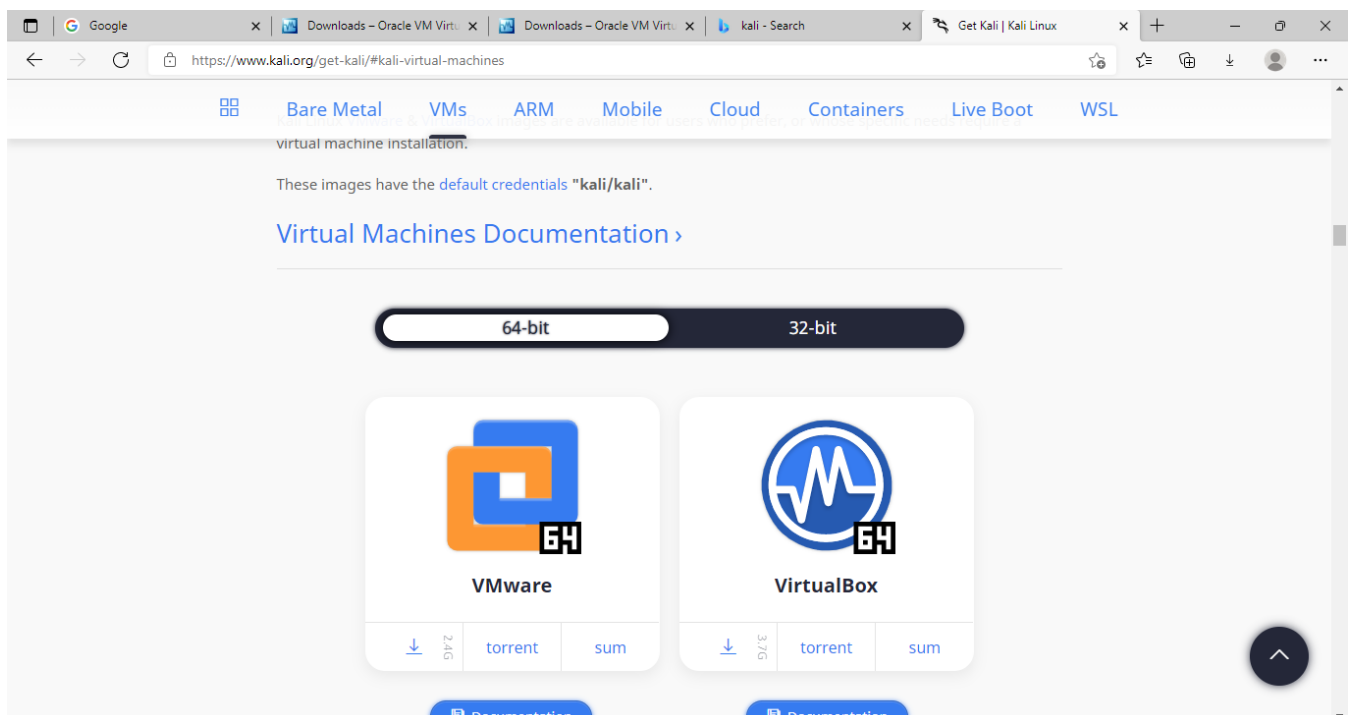 Google
Downloads – Oracle VM Virtu
Downloads – Oracle VM Virtu
kali - Search
Get Kali | Kali Linux
https://www.kali.org/get-kali/#kali-virtual-machines
Bare Metal VMs ARM Mobile Cloud Containers Live Boot WSL
virtual machine installation.
These images have the default credentials "kali/kali".
Virtual Machines Documentation ›
64-bit 32-bit
64 64
VMware VirtualBox
2.4G torrent sum 3.7G torrent sum
Documentation Documentation